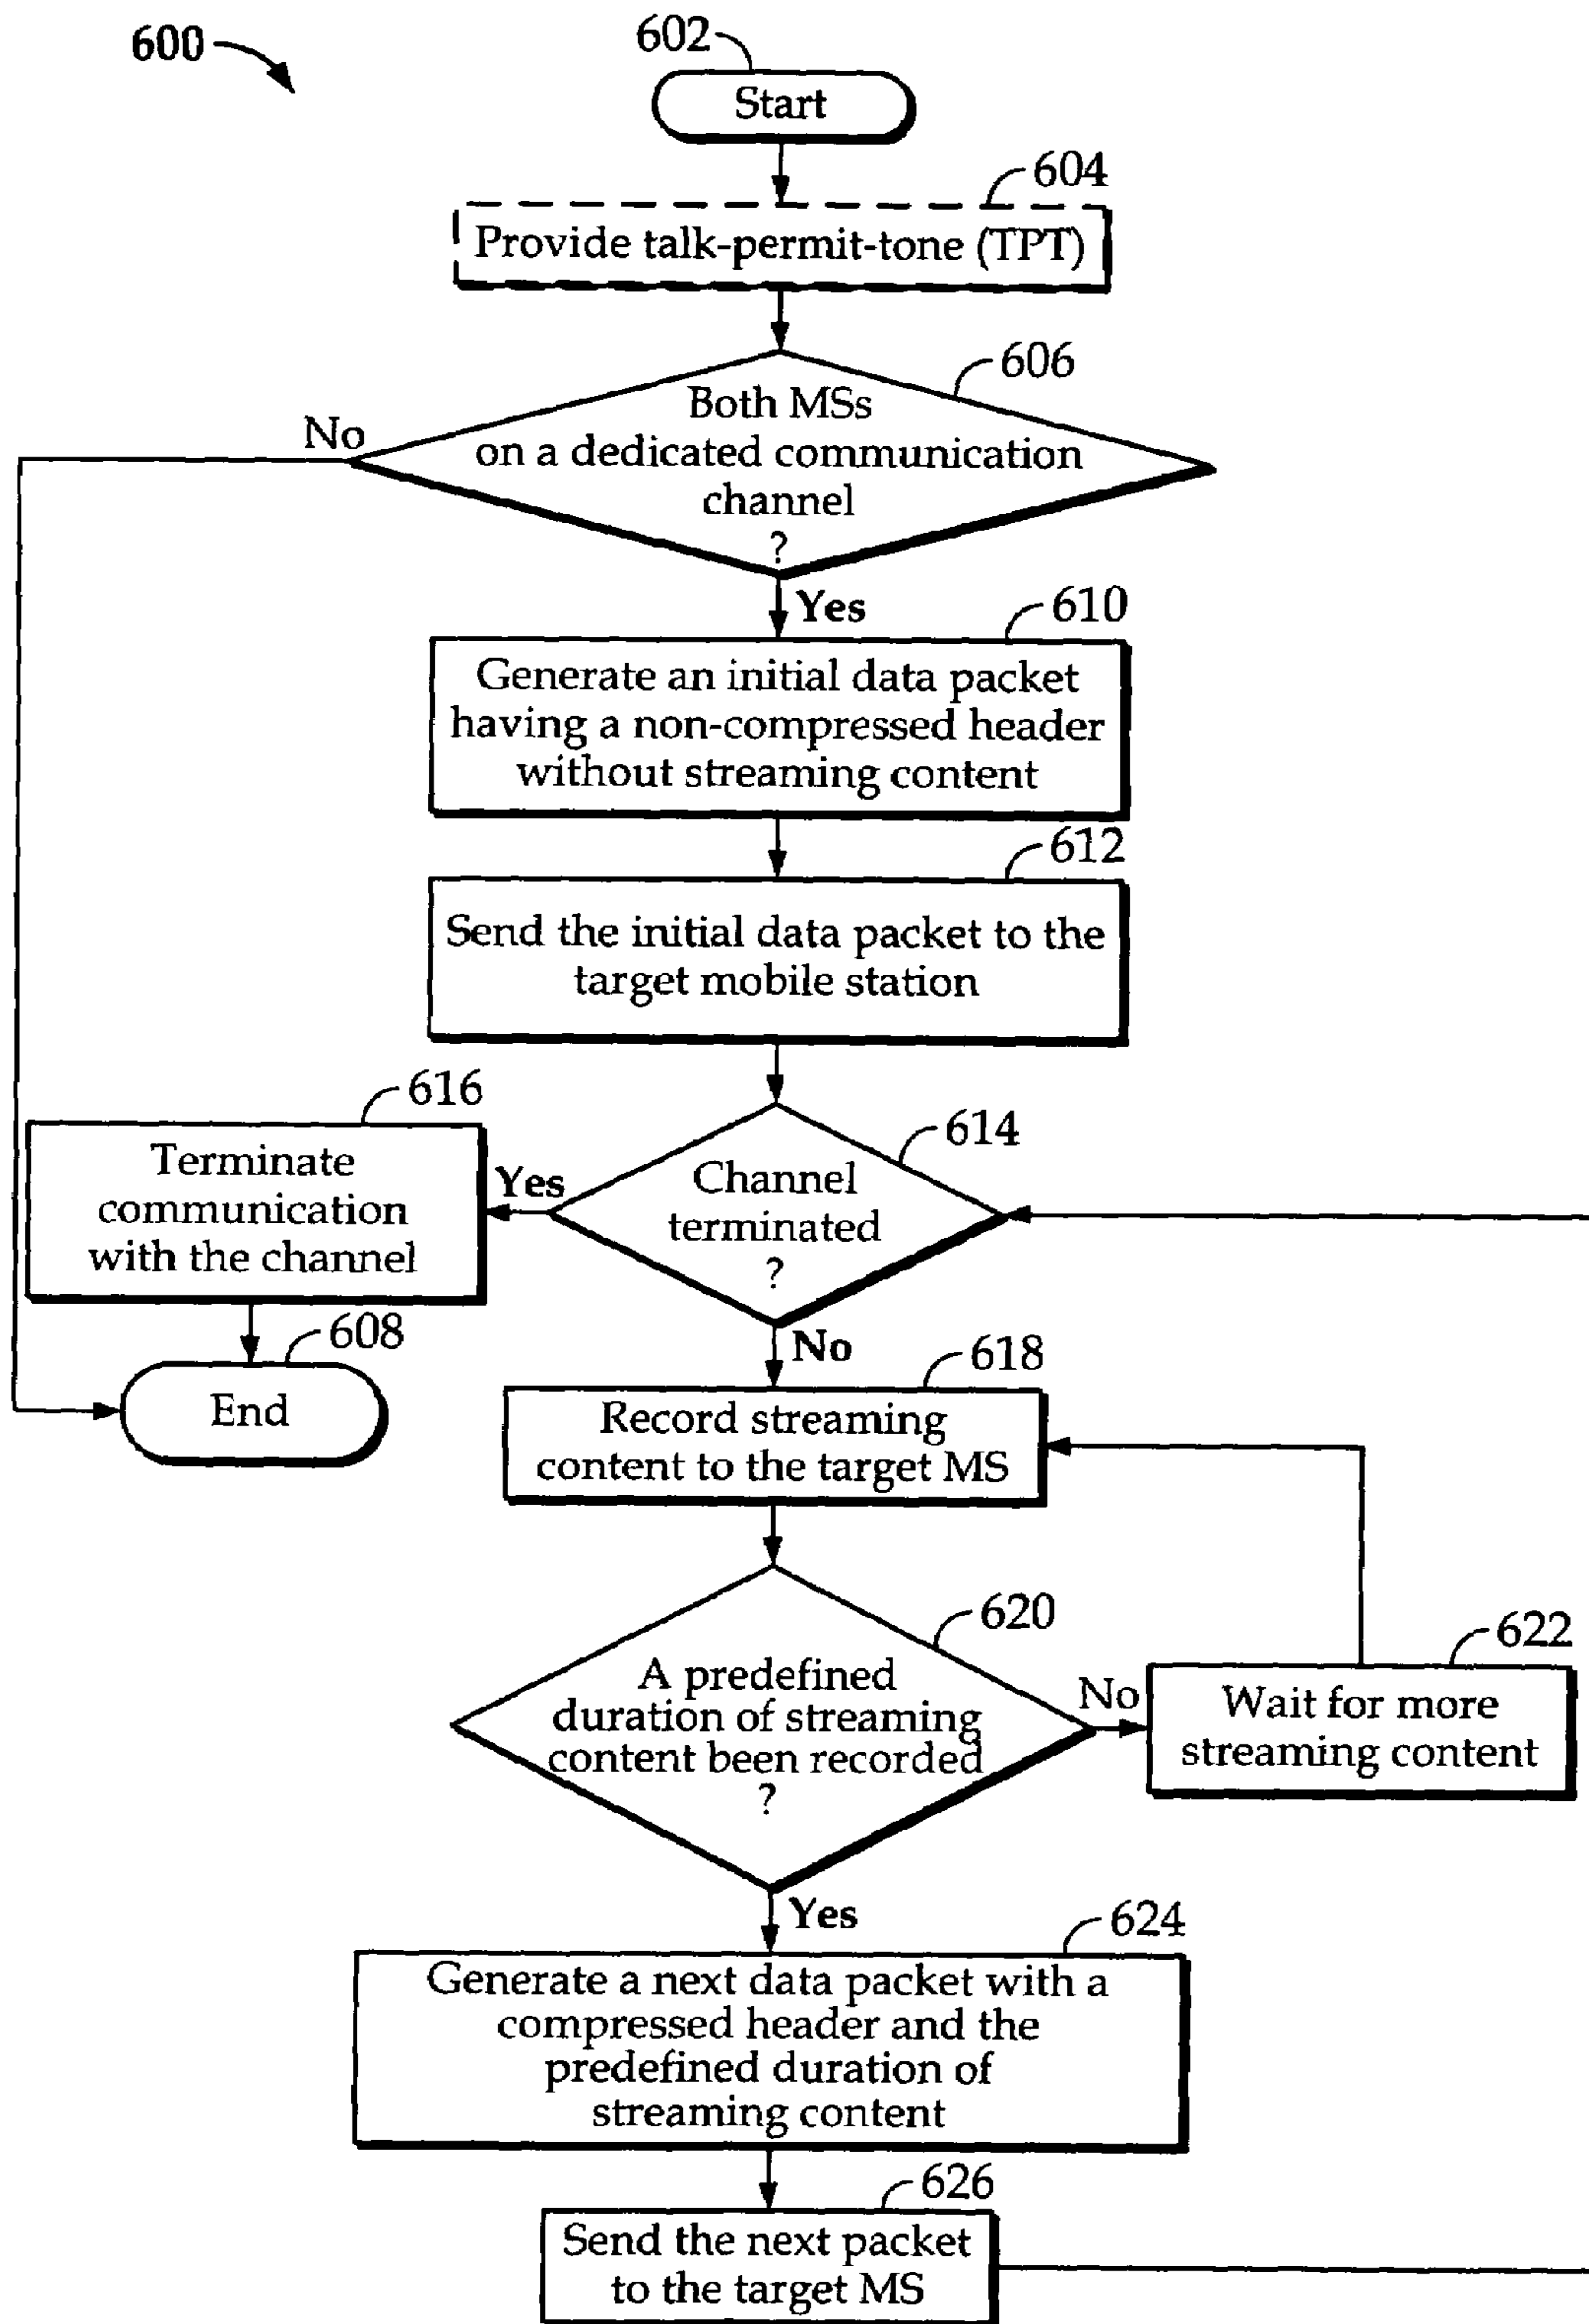 600
602
Start
604
Provide talk-permit-tone (TPT)
606
Both MSs
on a dedicated communication
channel
?
No
Yes
610
Generate an initial data packet
having a non-compressed header
without streaming content
612
Send the initial data packet to the
target mobile station
614
Channel
terminated
?
Yes
616
Terminate
communication
with the channel
608
End
No
618
Record streaming
content to the target MS
620
A predefined
duration of streaming
content been recorded
?
No
622
Wait for more
streaming content
Yes
624
Generate a next data packet with a
compressed header and the
predefined duration of
streaming content
626
Send the next packet
to the target MS